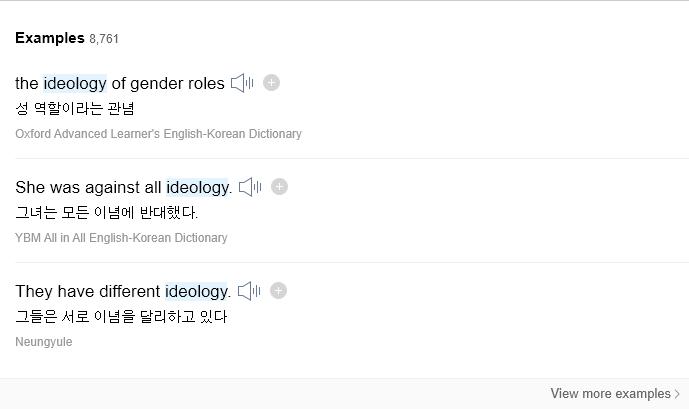 Examples 8,761
the ideology of gender roles
성 역할이라는 관념
Oxford Advanced Learner's English-Korean Dictionary
She was against all ideology.
그녀는 모든 이념에 반대했다.
YBM All in All English-Korean Dictionary
They have different ideology.
그들은 서로 이념을 달리하고 있다
Neungyule
View more examples